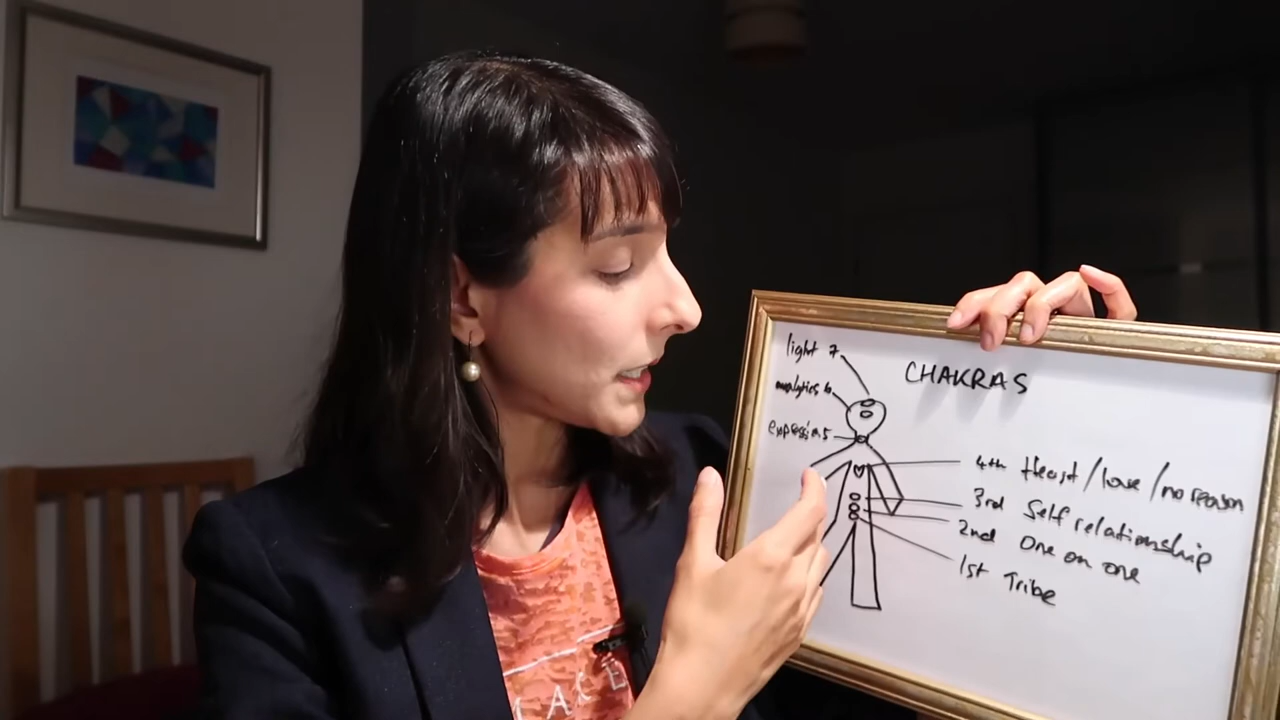 CHAKRAS
light 7
analytics 6
expression 5
4th Heart/love/no reason
3rd Self relationship
2nd One on one
1st Tribe